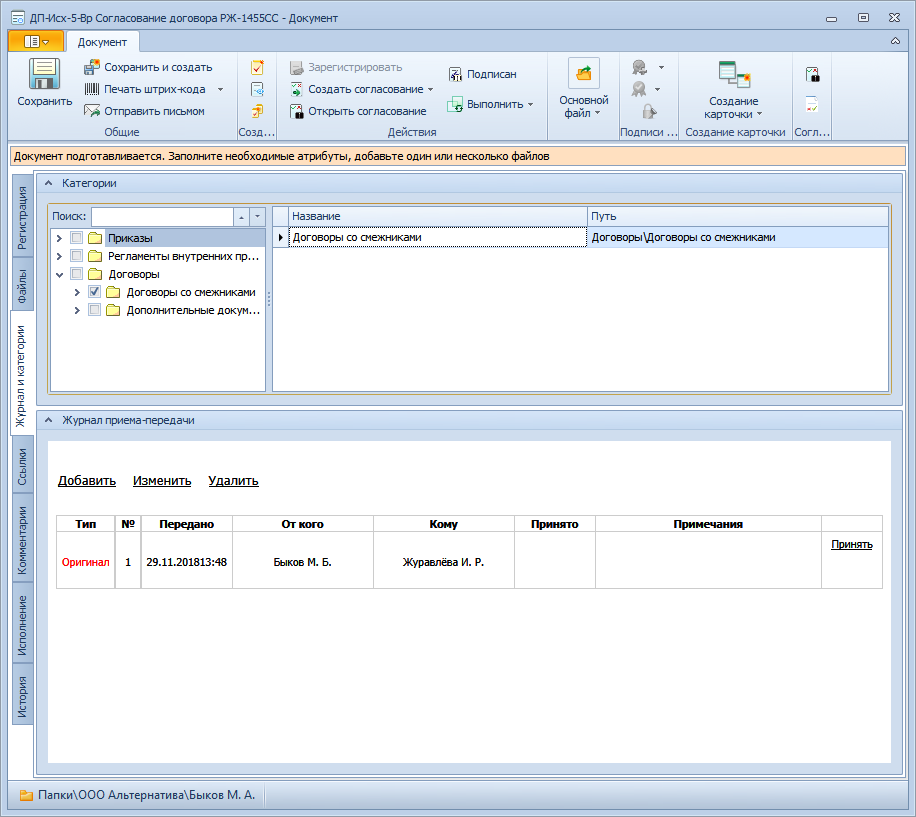 ДП-Исх-5-Вр Согласование договора РЖ-1455СС - Документ
Документ
Сохранить
Сохранить и создать
Печать штрих-кода
Отправить письмом
Общие
Созд...
Зарегистрировать
Создать согласование
Открыть согласование
Подписан
Выполнить
Действия
Основной файл
Подписи ...
Создание карточки
Создание карточки
Согл...
Документ подготавливается. Заполните необходимые атрибуты, добавьте один или несколько файлов
Регистрация
Файлы
Журнал и категории
Ссылки
Комментарии
Исполнение
История
Категории
Поиск:
Приказы
Регламенты внутренних пр...
Договоры
Договоры со смежниками
Дополнительные докум...
Название Путь
Договоры со смежниками Договоры\Договоры со смежниками
Журнал приема-передачи
Добавить Изменить Удалить
Тип № Передано От кого Кому Принято Примечания
Оригинал 1 29.11.201813:48 Быков М. Б. Журавлёва И. Р. Принять
Папки\ООО Альтернатива\Быков М. А.